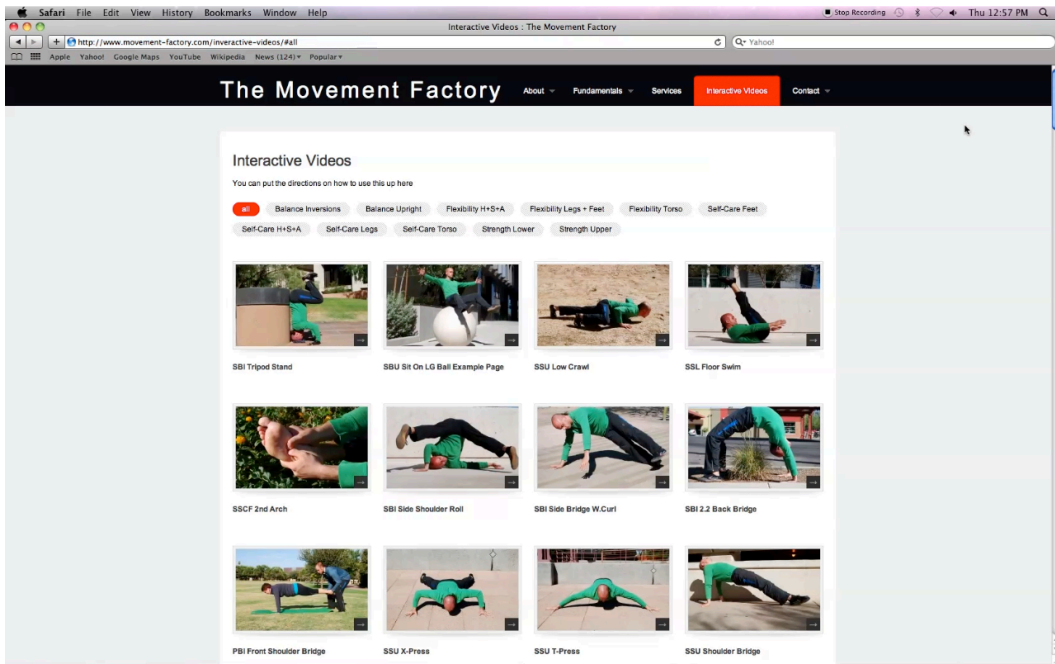 Safari File Edit View History Bookmarks Window Help Stop Recording Thu 12:57 PM
Interactive Videos : The Movement Factory
http://www.movement-factory.com/inveractive-videos/#all Yahoo!
Apple Yahoo! Google Maps YouTube Wikipedia News (124) Popular
The Movement Factory About Fundamentals Services Interactive Videos Contact
Interactive Videos
You can put the directions on how to use this up here
all Balance Inversions Balance Upright Flexibility H+S+A Flexibility Legs + Feet Flexibility Torso Self-Care Feet
Self-Care H+S+A Self-Care Legs Self-Care Torso Strength Lower Strength Upper
SBI Tripod Stand SBU Sit On LG Ball Example Page SSU Low Crawl SSL Floor Swim
SSCF 2nd Arch SBI Side Shoulder Roll SBI Side Bridge W.Curl SBI 2.2 Back Bridge
PBI Front Shoulder Bridge SSU X-Press SSU T-Press SSU Shoulder Bridge